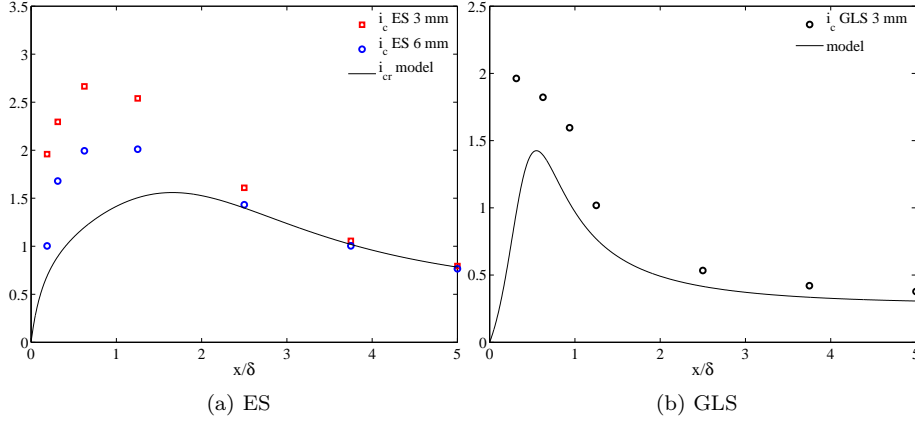 i_c ES 3 mm
i_c ES 6 mm
i_cr model
3.5
3
2.5
2
1.5
1
0.5
0
0 1 2 3 4 5
x/δ
(a) ES
i_c GLS 3 mm
model
2.5
2
1.5
1
0.5
0
0 1 2 3 4 5
x/δ
(b) GLS